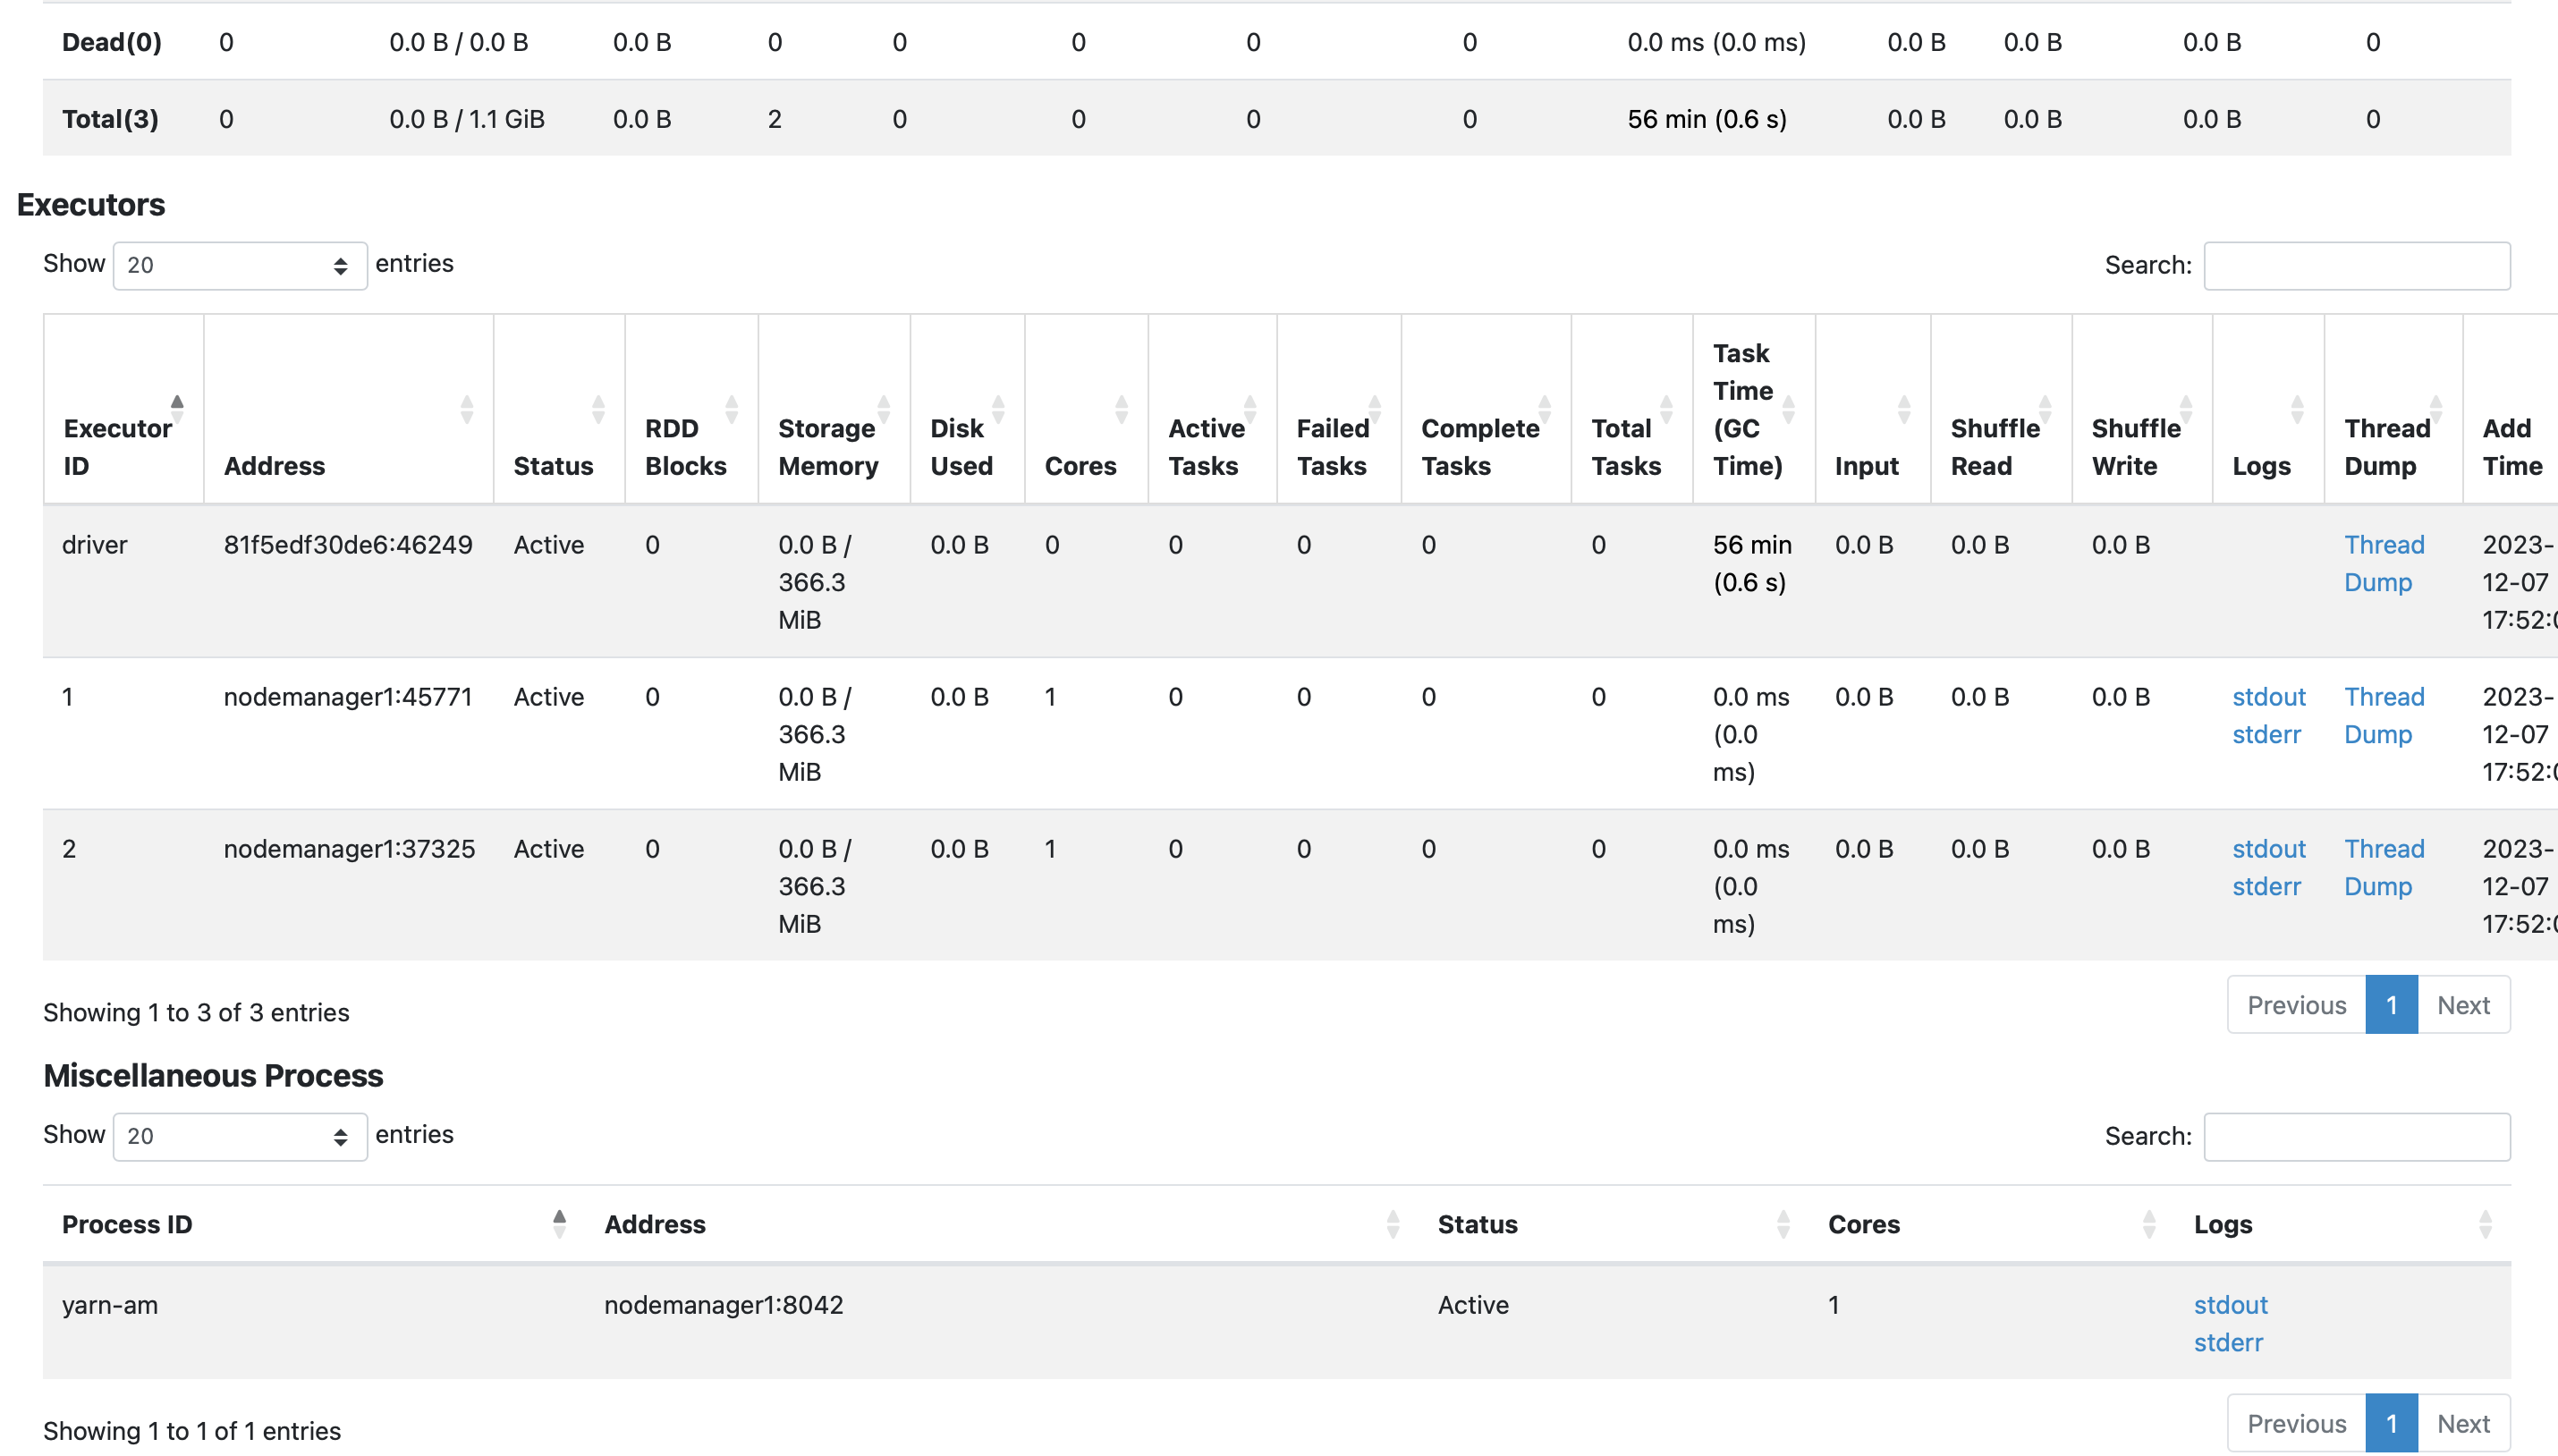 Dead(0) 0 0.0 B / 0.0 B 0.0 B 0 0 0 0 0 0.0 ms (0.0 ms) 0.0 B 0.0 B 0.0 B 0
Total(3) 0 0.0 B / 1.1 GiB 0.0 B 2 0 0 0 0 56 min (0.6 s) 0.0 B 0.0 B 0.0 B 0
Executors
Show 20 entries Search:
Executor ID Address Status RDD Blocks Storage Memory Disk Used Cores Active Tasks Failed Tasks Complete Tasks Total Tasks Task Time (GC Time) Input Shuffle Read Shuffle Write Logs Thread Dump Add Time
driver 81f5edf30de6:46249 Active 0 0.0 B / 366.3 MiB 0.0 B 0 0 0 0 0 56 min (0.6 s) 0.0 B 0.0 B 0.0 B Thread Dump 2023-12-07 17:52:
1 nodemanager1:45771 Active 0 0.0 B / 366.3 MiB 0.0 B 1 0 0 0 0 0.0 ms (0.0 ms) 0.0 B 0.0 B 0.0 B stdout stderr Thread Dump 2023-12-07 17:52:
2 nodemanager1:37325 Active 0 0.0 B / 366.3 MiB 0.0 B 1 0 0 0 0 0.0 ms (0.0 ms) 0.0 B 0.0 B 0.0 B stdout stderr Thread Dump 2023-12-07 17:52:
Showing 1 to 3 of 3 entries Previous 1 Next
Miscellaneous Process
Show 20 entries Search:
Process ID Address Status Cores Logs
yarn-am nodemanager1:8042 Active 1 stdout stderr
Showing 1 to 1 of 1 entries Previous 1 Next